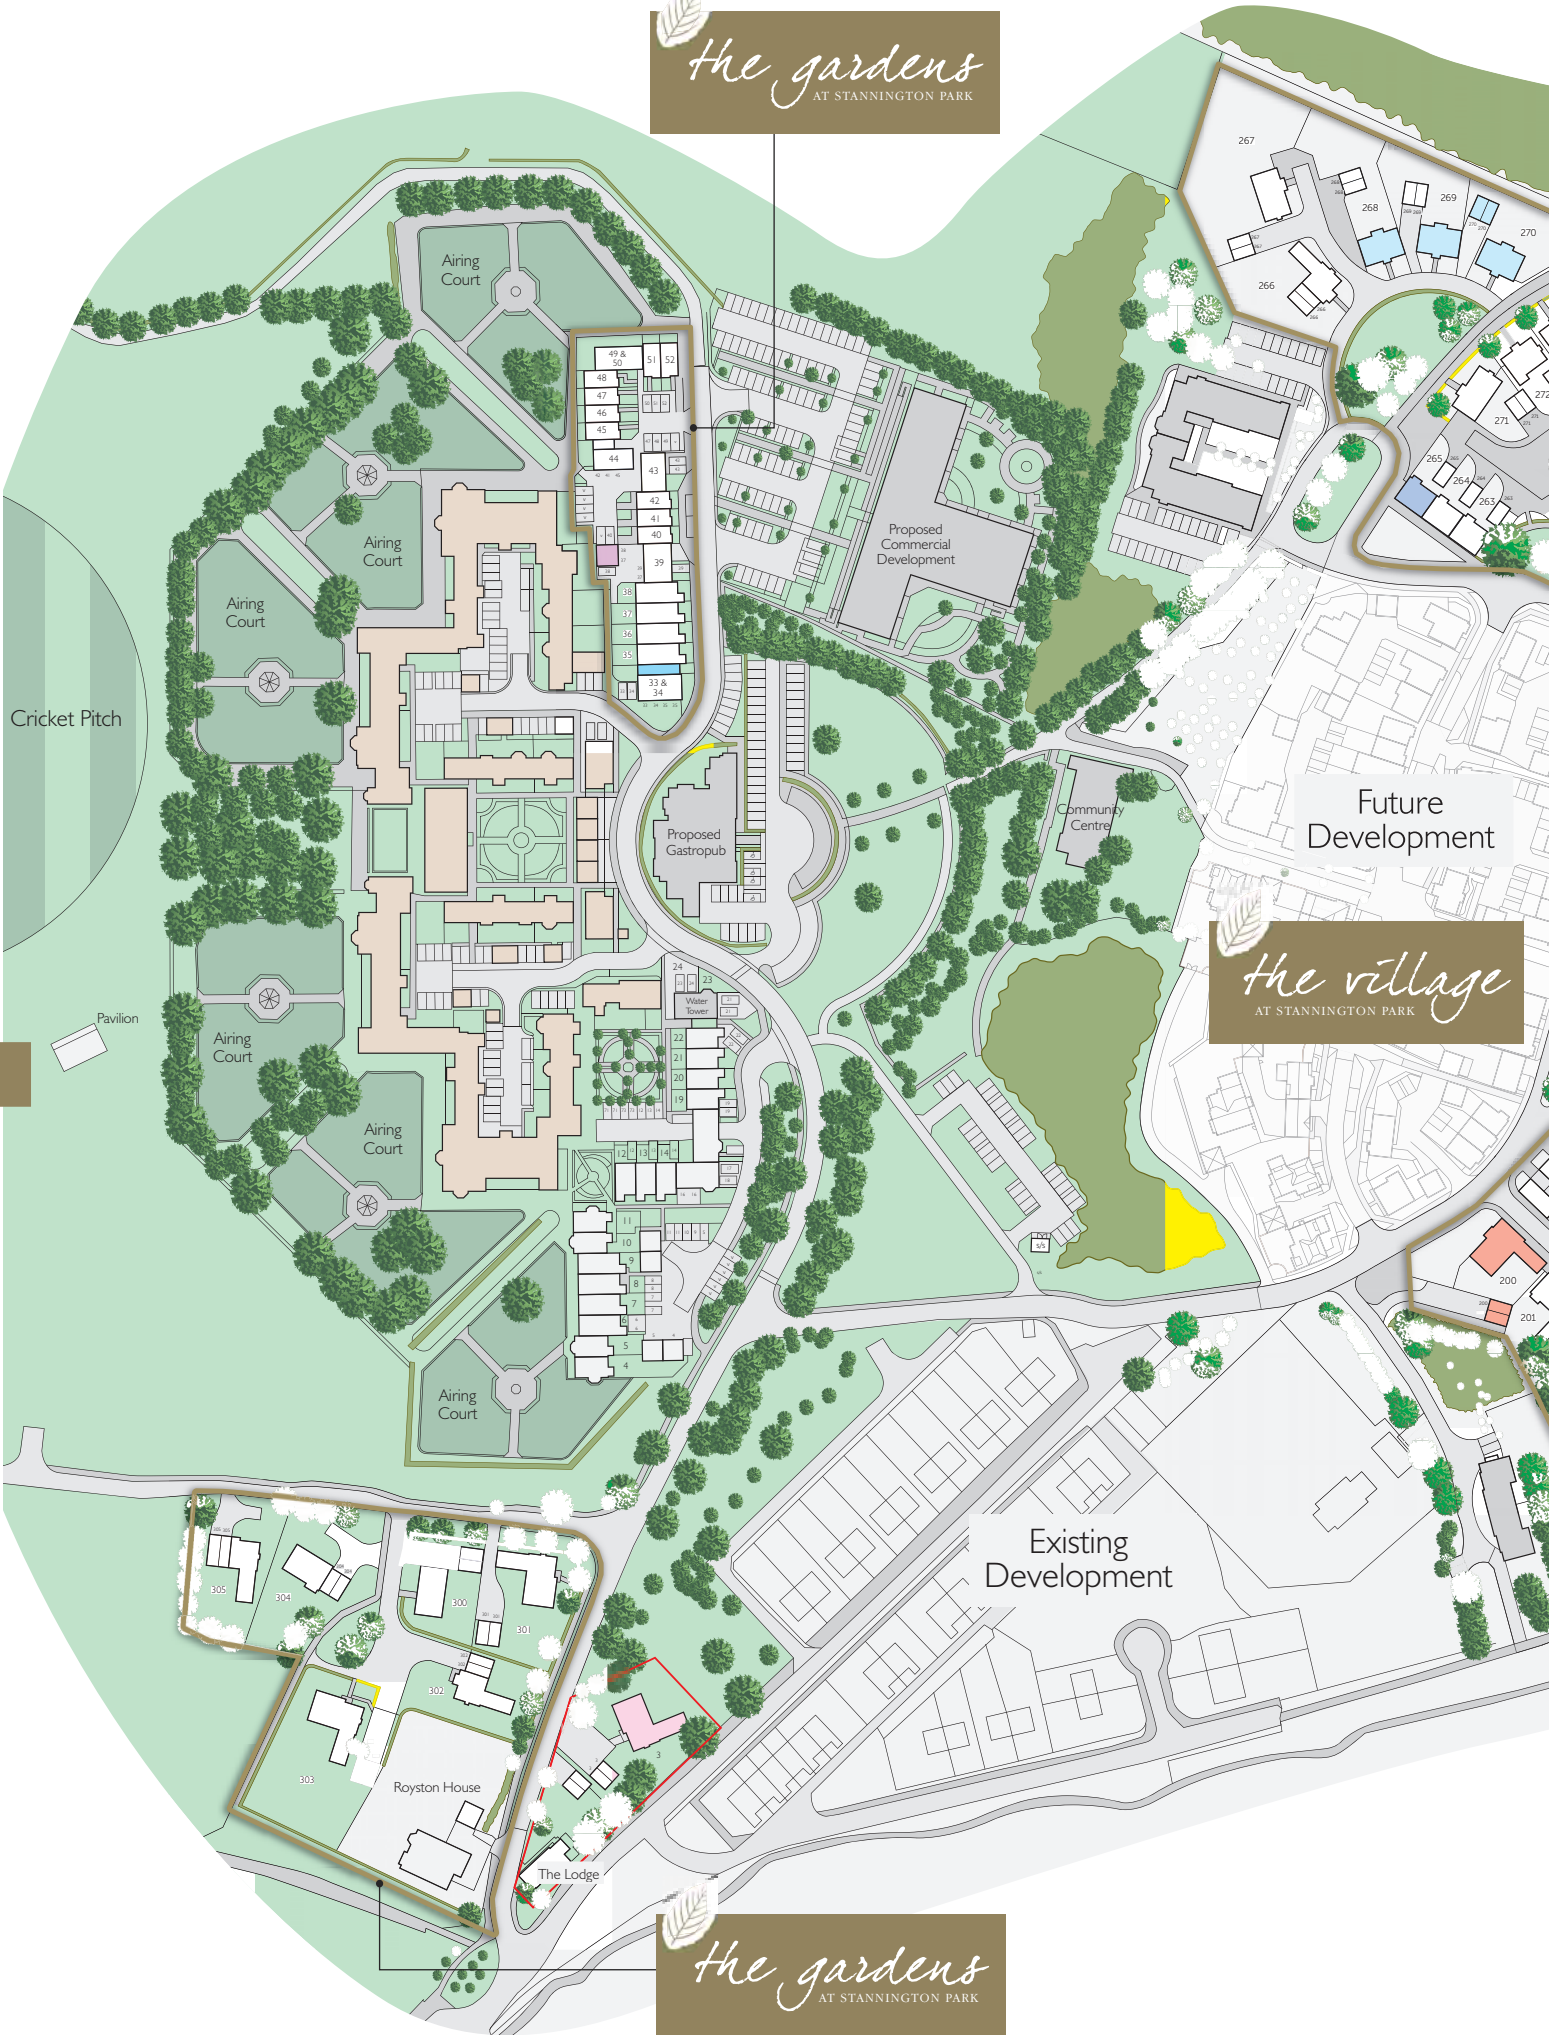 the gardens
AT STANNINGTON PARK
267
268
269
270
266
Airing
Court
49 &
50
51
52
48
47
46
45
44
43
42
41
40
39
38
37
36
35
33 &
34
271
272
265
264
263
Proposed
Commercial
Development
Airing
Court
Airing
Court
Cricket Pitch
Community
Centre
Proposed
Gastropub
Future
Development
the village
AT STANNINGTON PARK
24
23
Water
Tower
Pavilion
Airing
Court
22
21
20
19
Airing
Court
12
13
14
11
10
9
8
7
6
5
4
S/S
200
201
Airing
Court
Existing
Development
305
304
300
301
302
303
3
Royston House
The Lodge
the gardens
AT STANNINGTON PARK